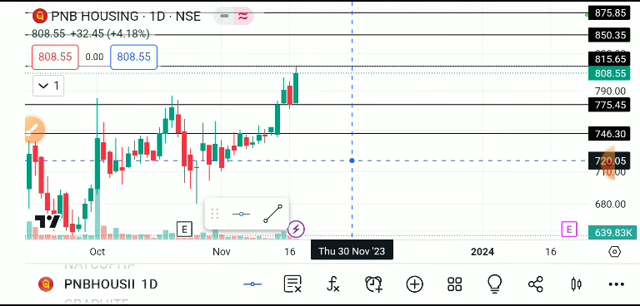 PNB HOUSING · 1D · NSE
808.55 +32.45 (+4.18%)
808.55 0.00 808.55
1
875.85
850.35
815.65
808.55
790.00
775.45
746.30
720.05
710.00
680.00
639.83K
E
E
Oct Nov 16 Thu 30 Nov '23 2024 16
PNBHOUSII 1D